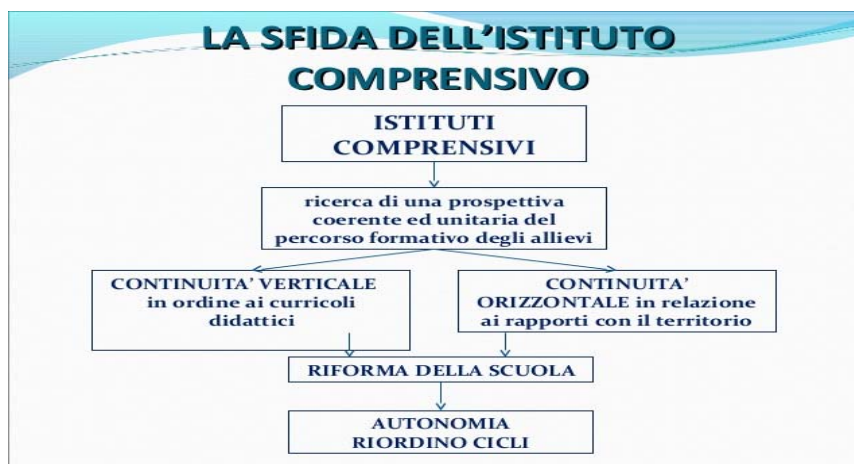 LA SFIDA DELL'ISTITUTO
COMPRENSIVO
ISTITUTI
COMPRENSIVI
ricerca di una prospettiva
coerente ed unitaria del
percorso formativo degli allievi
CONTINUITA' VERTICALE
in ordine ai curricoli
didattici
CONTINUITA'
ORIZZONTALE in relazione
ai rapporti con il territorio
RIFORMA DELLA SCUOLA
AUTONOMIA
RIORDINO CICLI